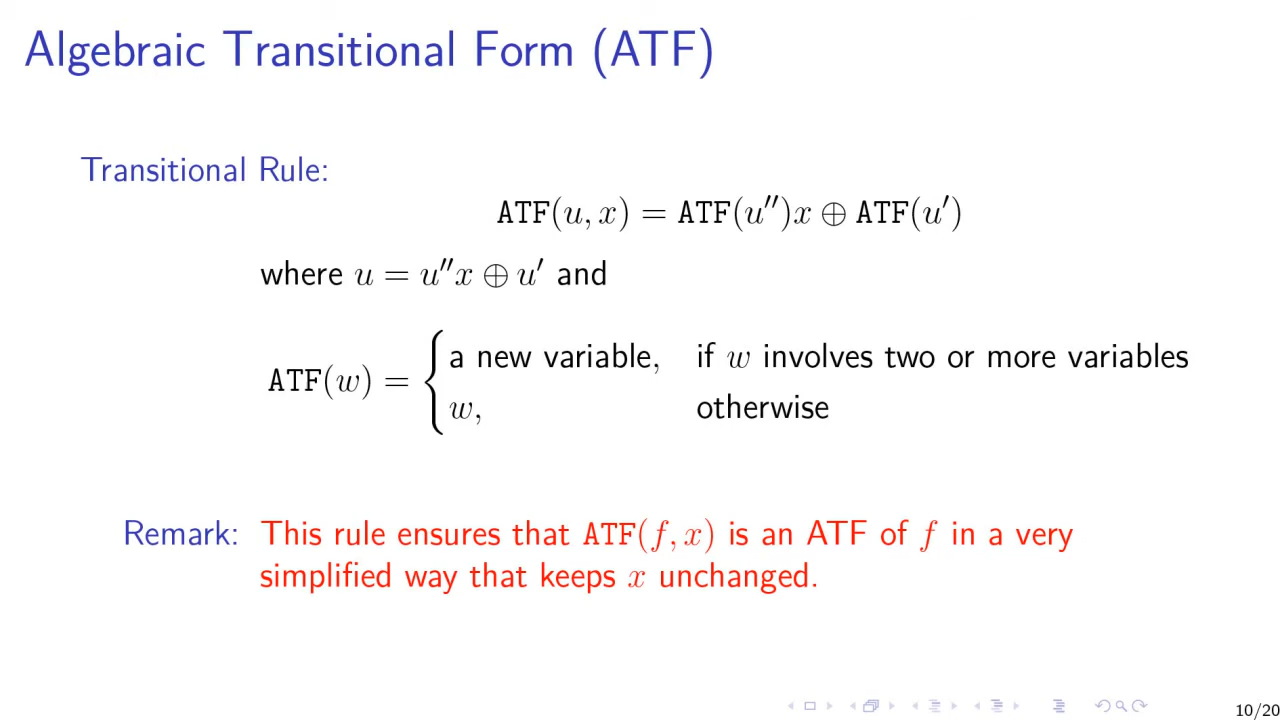 Algebraic Transitional Form (ATF)
Transitional Rule:
ATF(u, x) = ATF(u′′)x ⊕ ATF(u′)
where u = u′′x ⊕ u′ and
ATF(w) = { a new variable, if w involves two or more variables
w, otherwise
Remark: This rule ensures that ATF(f, x) is an ATF of f in a very
simplified way that keeps x unchanged.
10/20